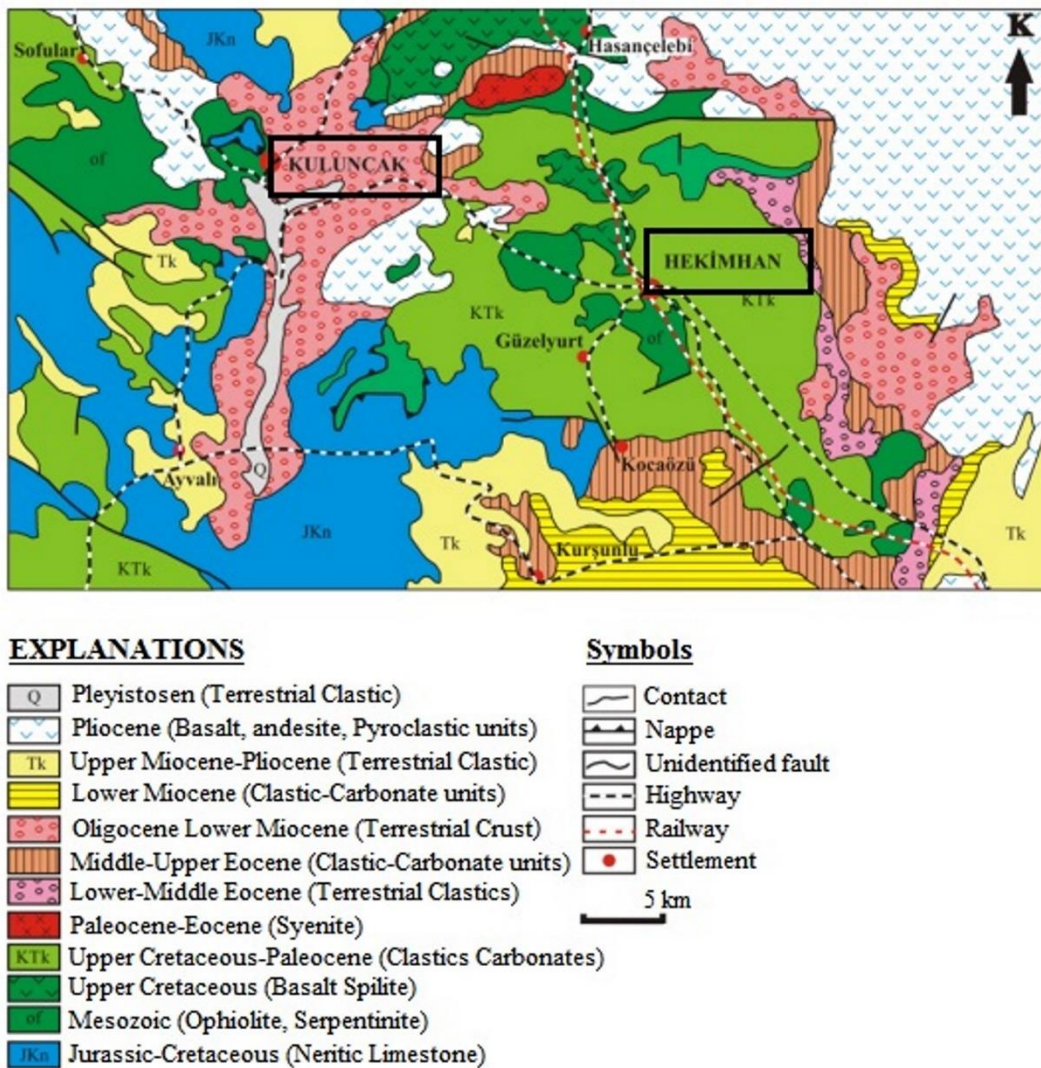 Sofular
JKn
Hasançelebi
K
of
KULUNCAK
Tk
HEKİMHAN
KTk
KTk
Güzelyurt
of
Ayvalı
Q
Kocaözü
JKn
Tk
Kurşunlu
Tk
KTk
EXPLANATIONS
Q Pleyistosen (Terrestrial Clastic)
Pliocene (Basalt, andesite, Pyroclastic units)
Tk Upper Miocene-Pliocene (Terrestrial Clastic)
Lower Miocene (Clastic-Carbonate units)
Oligocene Lower Miocene (Terrestrial Crust)
Middle-Upper Eocene (Clastic-Carbonate units)
Lower-Middle Eocene (Terrestrial Clastics)
Paleocene-Eocene (Syenite)
KTk Upper Cretaceous-Paleocene (Clastics Carbonates)
Upper Cretaceous (Basalt Spilite)
of Mesozoic (Ophiolite, Serpentinite)
JKn Jurassic-Cretaceous (Neritic Limestone)
Symbols
Contact
Nappe
Unidentified fault
Highway
Railway
Settlement
5 km